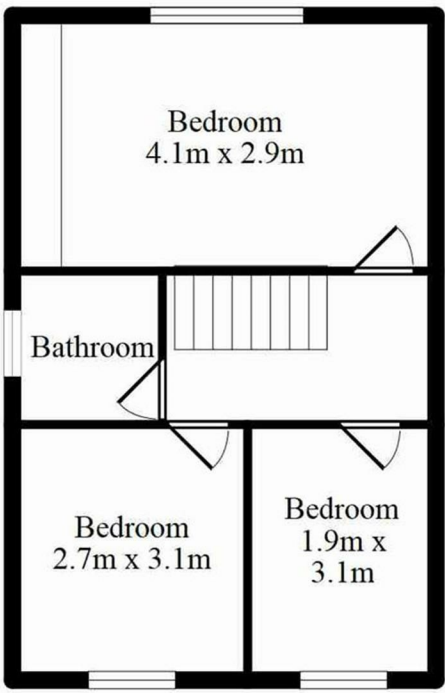 Bedroom
4.1m x 2.9m
Bathroom
Bedroom
2.7m x 3.1m
Bedroom
1.9m x
3.1m